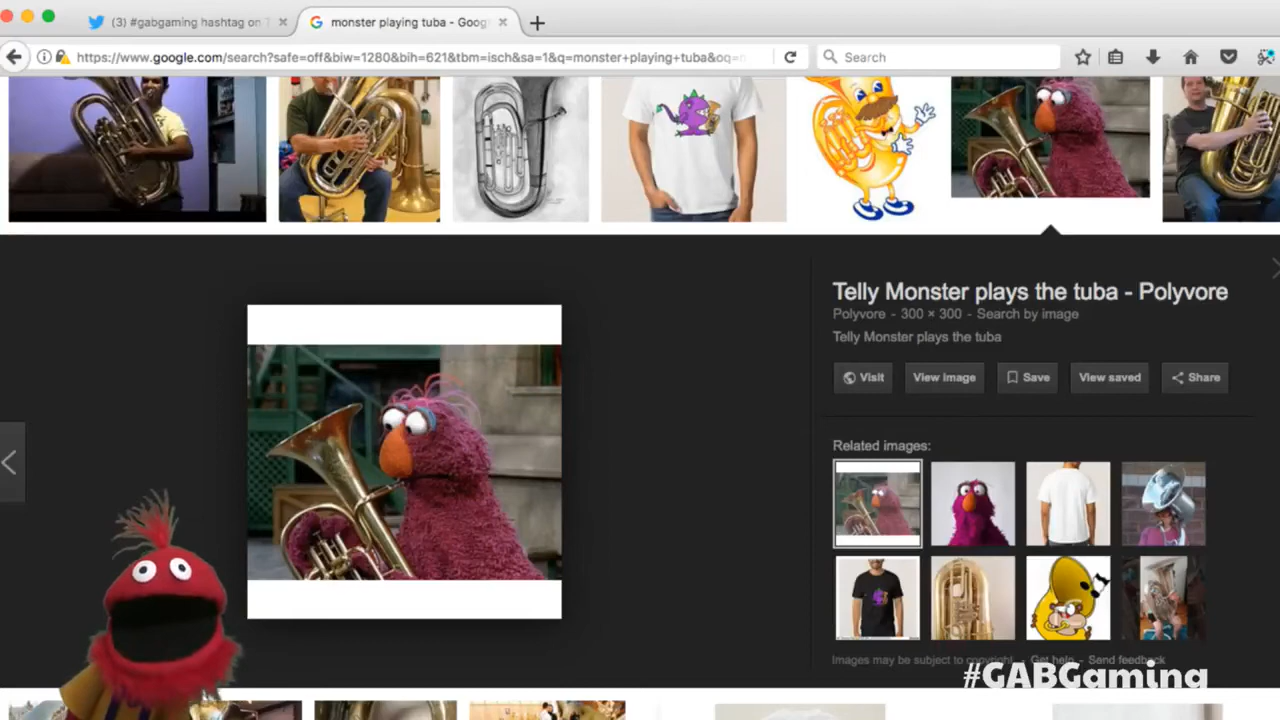 (3) #gabgaming hashtag on T
monster playing tuba - Goog
https://www.google.com/search?safe=off&biw=1280&bih=621&tbm=isch&sa=1&q=monster+playing+tuba&oq=n
Search
Telly Monster plays the tuba - Polyvore
Polyvore - 300 × 300 - Search by image
Telly Monster plays the tuba
Visit
View image
Save
View saved
Share
Related images:
Images may be subject to copyright. - Get help - Send feedback
#GABGaming